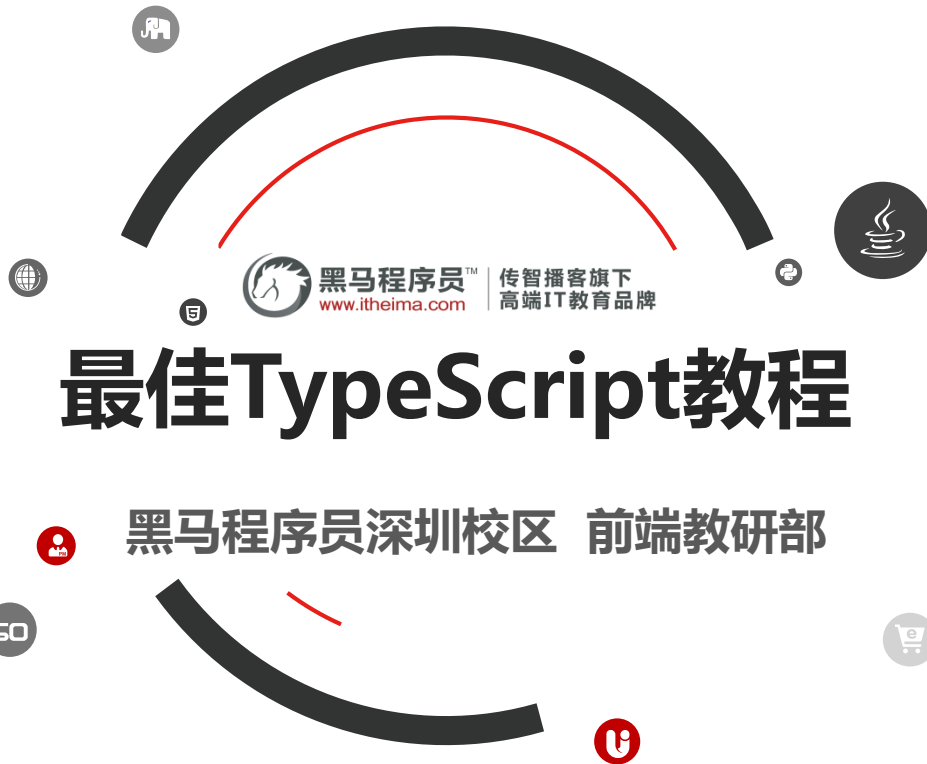 黑马程序员™
www.itheima.com
传智播客旗下
高端IT教育品牌
最佳TypeScript教程
黑马程序员深圳校区 前端教研部